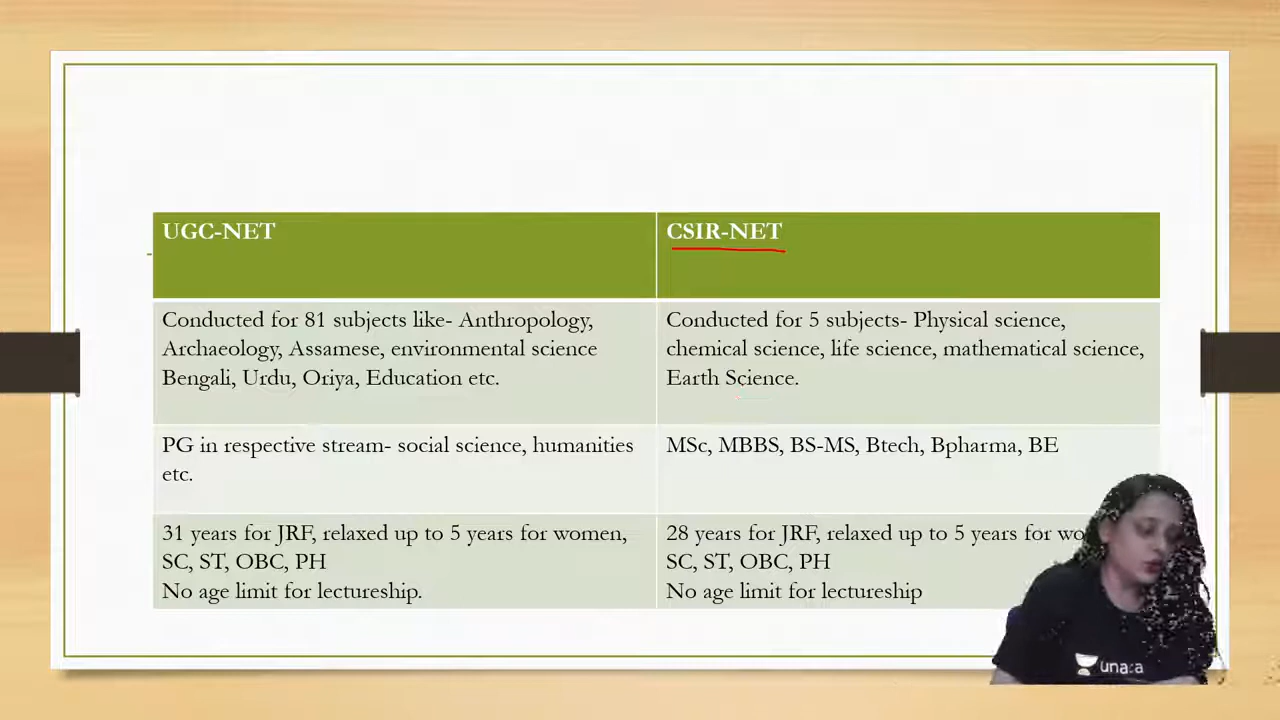 UGC-NET
CSIR-NET
Conducted for 81 subjects like- Anthropology,
Archaeology, Assamese, environmental science
Bengali, Urdu, Oriya, Education etc.
Conducted for 5 subjects- Physical science,
chemical science, life science, mathematical science,
Earth Science.
PG in respective stream- social science, humanities
etc.
MSc, MBBS, BS-MS, Btech, Bpharma, BE
31 years for JRF, relaxed up to 5 years for women,
SC, ST, OBC, PH
No age limit for lectureship.
28 years for JRF, relaxed up to 5 years for
SC, ST, OBC, PH
No age limit for lectureship